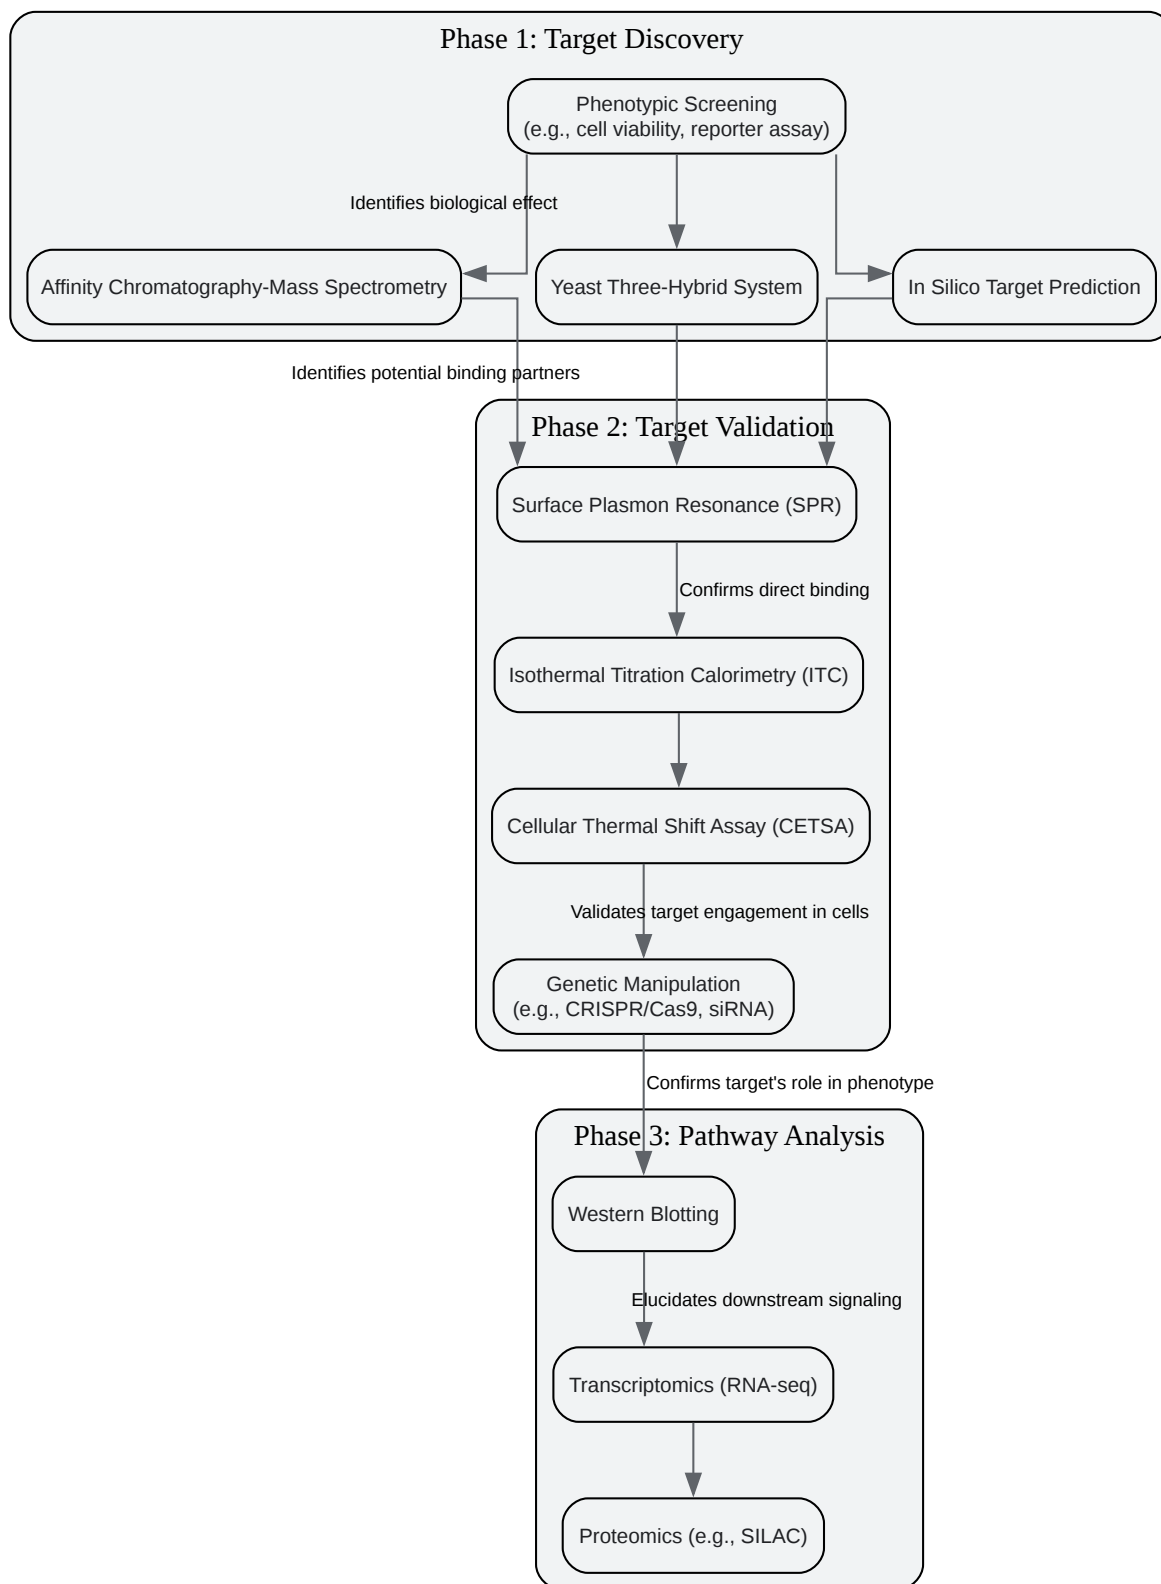 Phase 1: Target Discovery
Phenotypic Screening
(e.g., cell viability, reporter assay)
Identifies biological effect
Affinity Chromatography-Mass Spectrometry
Yeast Three-Hybrid System
In Silico Target Prediction
Identifies potential binding partners
Phase 2: Target Validation
Surface Plasmon Resonance (SPR)
Confirms direct binding
Isothermal Titration Calorimetry (ITC)
Cellular Thermal Shift Assay (CETSA)
Validates target engagement in cells
Genetic Manipulation
(e.g., CRISPR/Cas9, siRNA)
Confirms target's role in phenotype
Phase 3: Pathway Analysis
Western Blotting
Elucidates downstream signaling
Transcriptomics (RNA-seq)
Proteomics (e.g., SILAC)